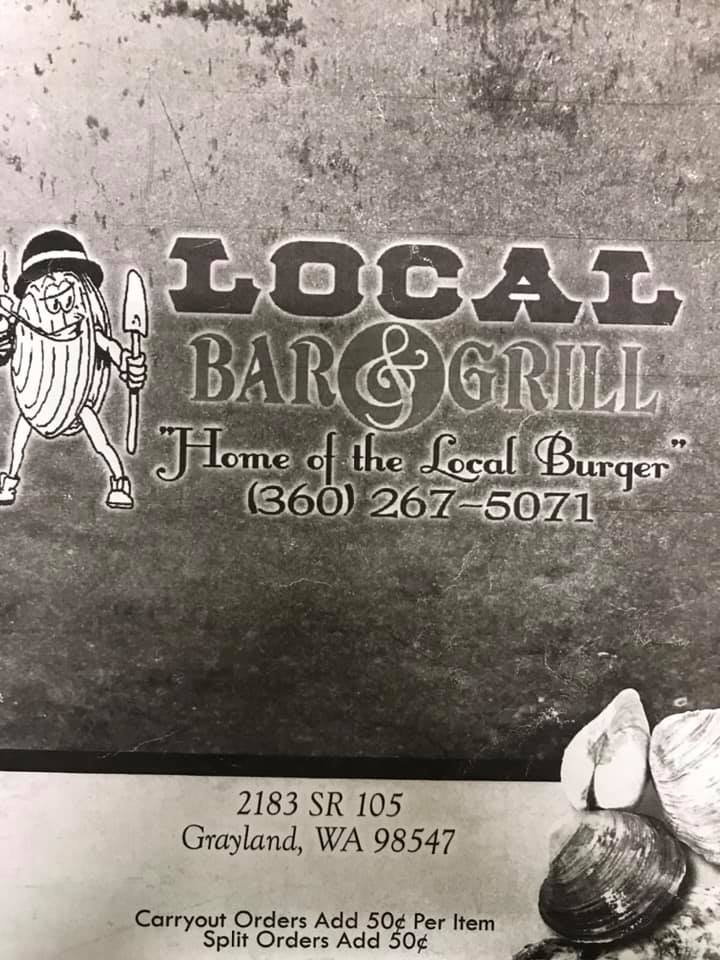 LOCAL
BAR & GRILL
"Home of the Local Burger"
(360) 267-5071
2183 SR 105
Grayland, WA 98547
Carryout Orders Add 50¢ Per Item
Split Orders Add 50¢